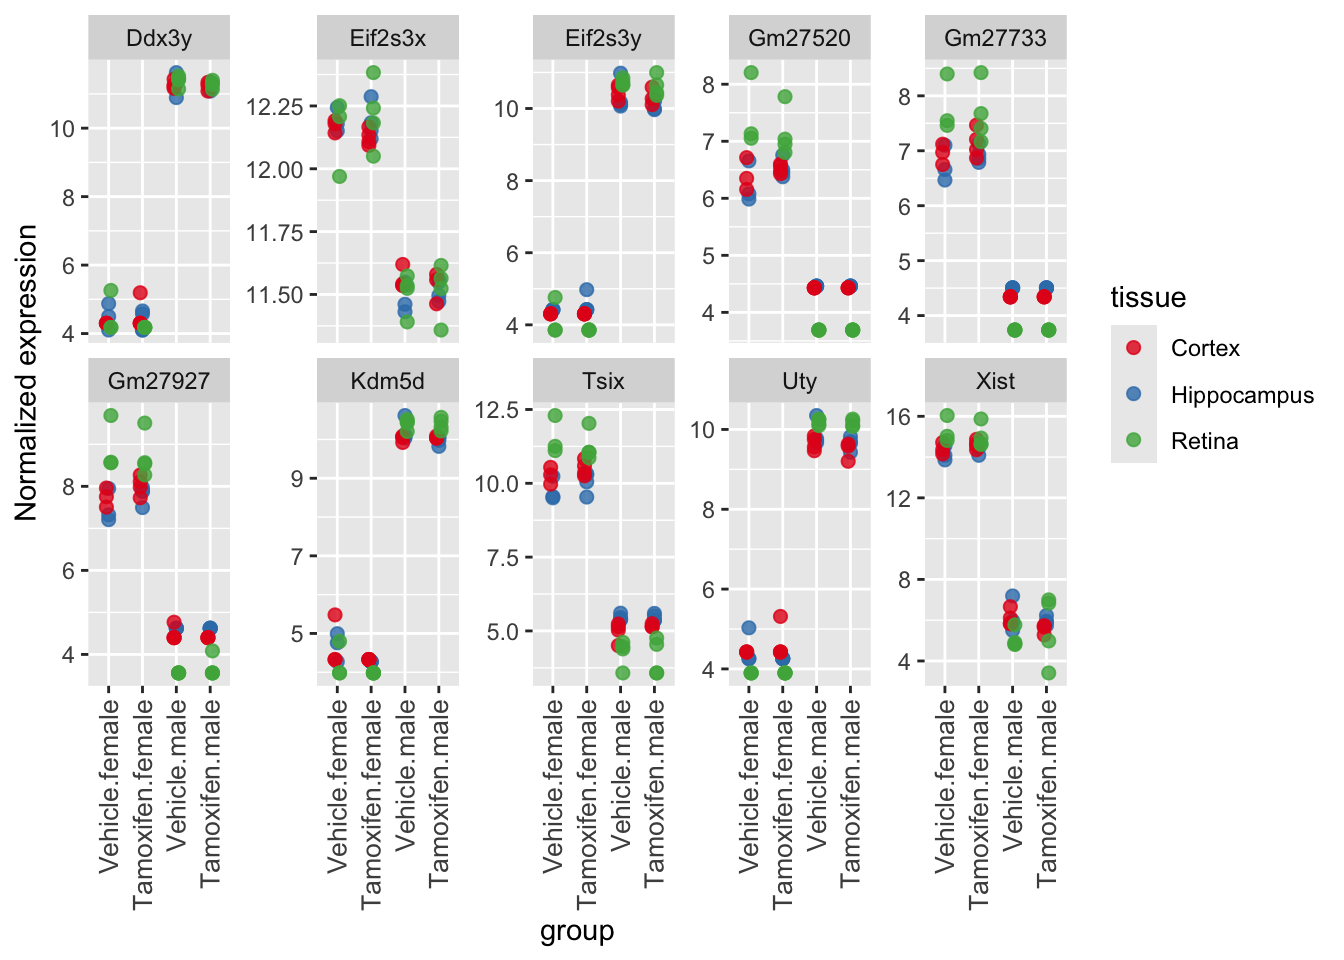 Ddx3y Eif2s3x Eif2s3y Gm27520 Gm27733
10
8
6
4
12.25
12.00
11.75
11.50
10
8
6
4
8
7
6
5
4
8
7
6
5
4
Normalized expression
Gm27927 Kdm5d Tsix Uty Xist
8
6
4
9
7
5
12.5
10.0
7.5
5.0
10
8
6
4
16
12
8
4
Vehicle.female
Tamoxifen.female
Vehicle.male
Tamoxifen.male
Vehicle.female
Tamoxifen.female
Vehicle.male
Tamoxifen.male
Vehicle.female
Tamoxifen.female
Vehicle.male
Tamoxifen.male
Vehicle.female
Tamoxifen.female
Vehicle.male
Tamoxifen.male
Vehicle.female
Tamoxifen.female
Vehicle.male
Tamoxifen.male
group
tissue
Cortex
Hippocampus
Retina